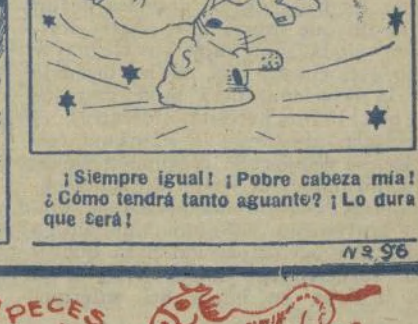 ¡Siempre igual! ¡Pobre cabeza mía!
¿Cómo tendrá tanto aguante? ¡Lo dura
que será!
Nº 96
PECES